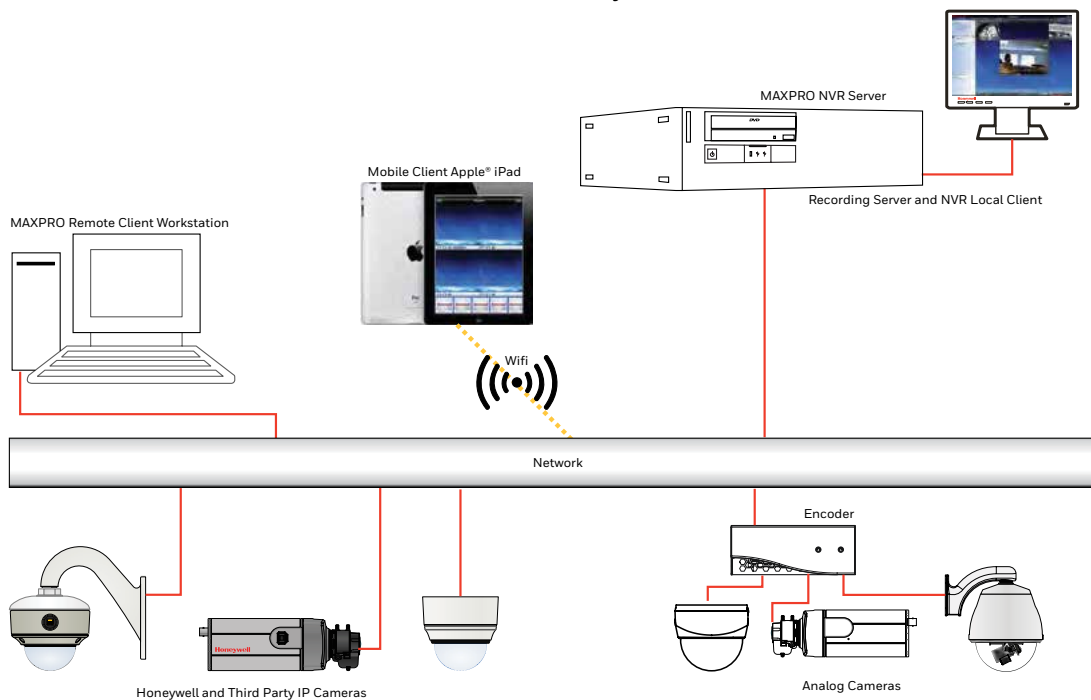 MAXPRO NVR Server
Mobile Client Apple® iPad
Recording Server and NVR Local Client
MAXPRO Remote Client Workstation
DVD
Honeywell
Wifi
Network
Encoder
Honeywell
Analog Cameras
Honeywell and Third Party IP Cameras